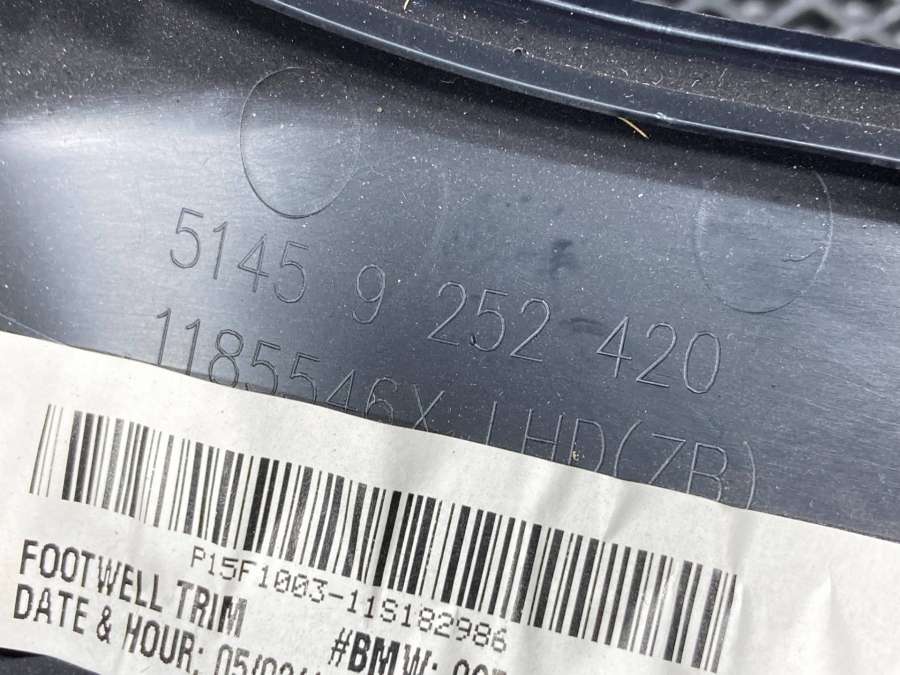 5145 9 252 420
1185546X LHD(ZB)
P15F1003-11S182986
FOOTWELL TRIM
DATE & HOUR: #BMW: